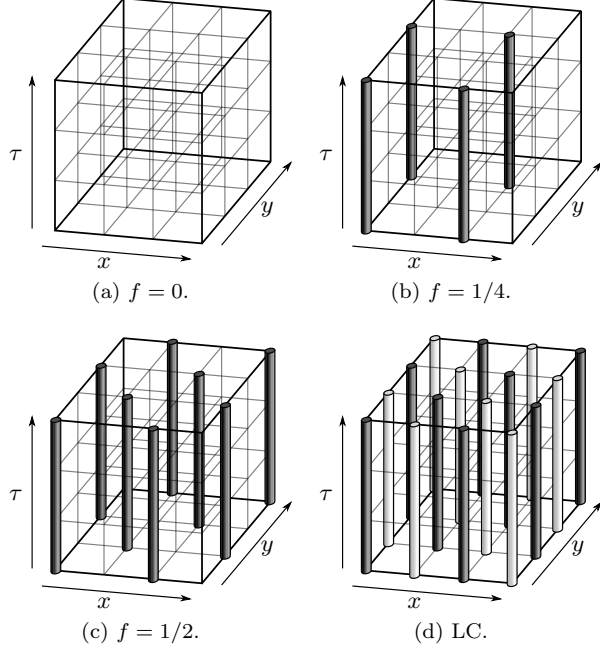 τ
y
x
(a) f = 0.
τ
y
x
(b) f = 1/4.
τ
y
x
(c) f = 1/2.
τ
y
x
(d) LC.